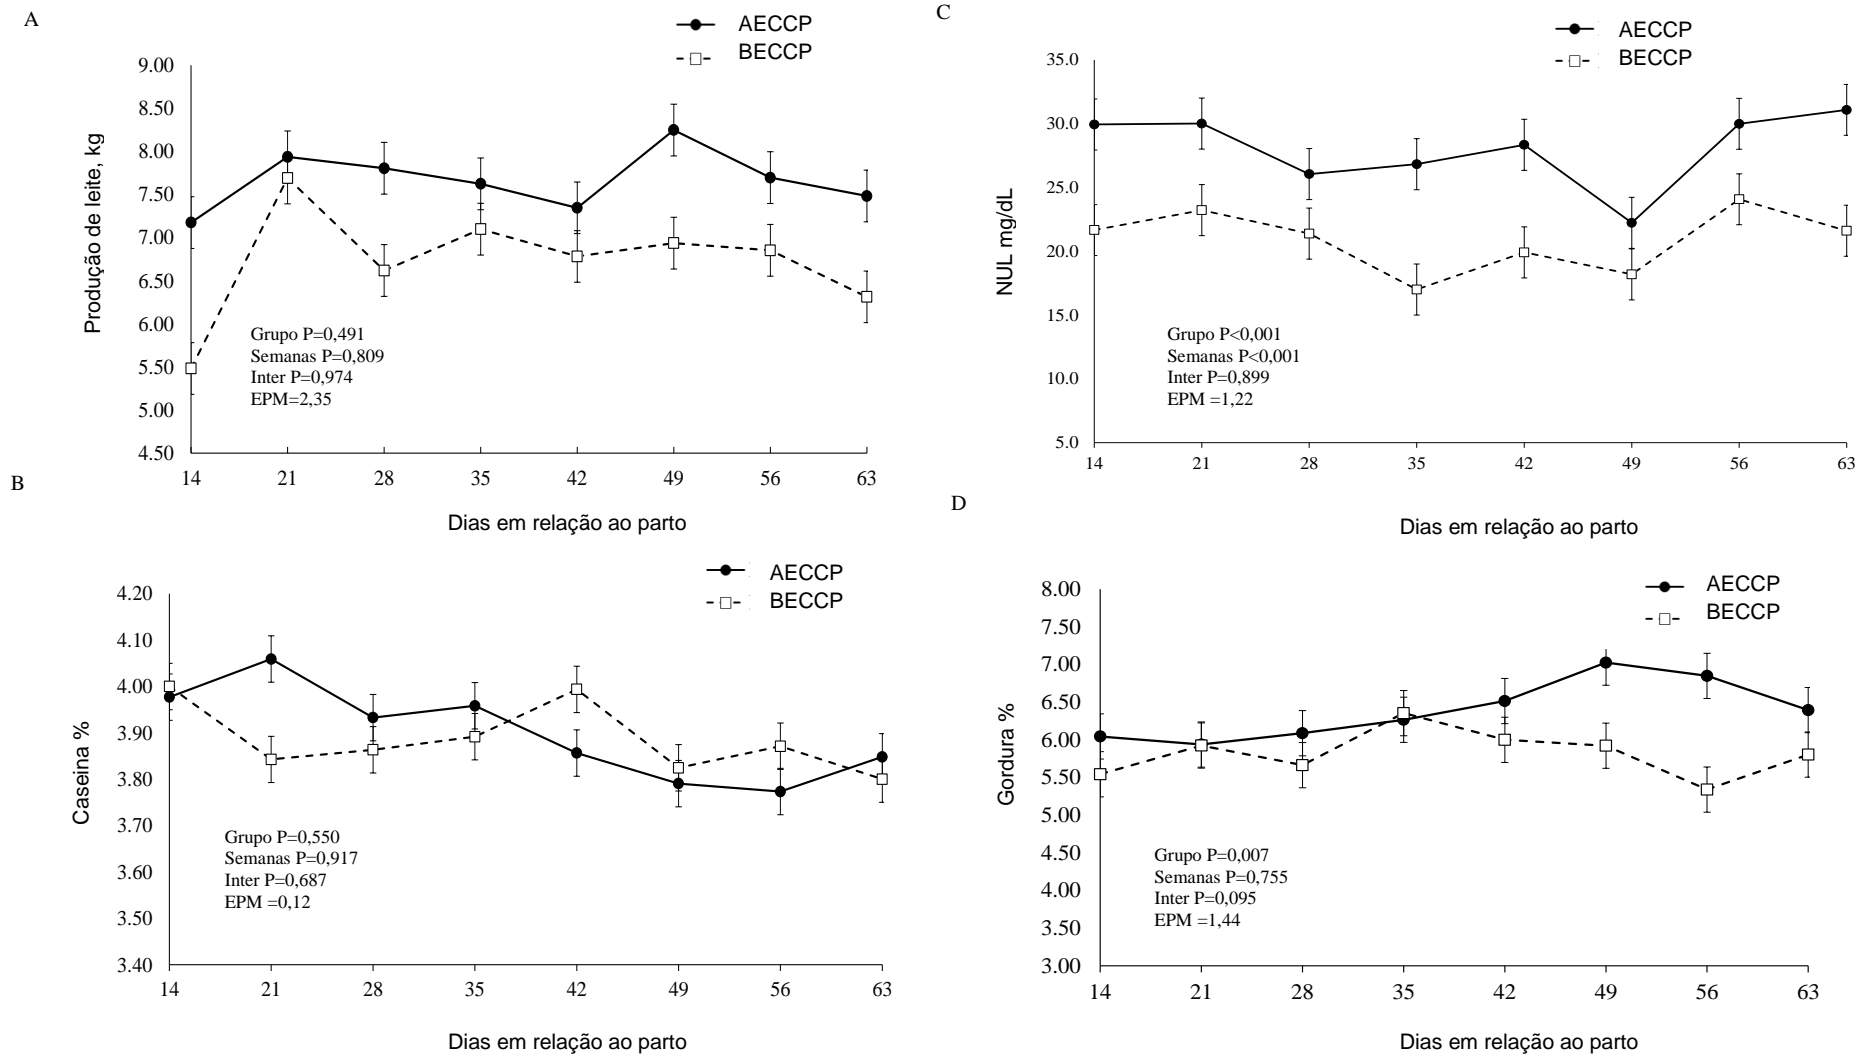 A
AECCP
BECCP
9.00
8.50
8.00
7.50
7.00
6.50
6.00
5.50
5.00
4.50
Produção de leite, kg
Grupo P=0,491
Semanas P=0,809
Inter P=0,974
EPM=2,35
14 21 28 35 42 49 56 63
Dias em relação ao parto
B
AECCP
BECCP
4.20
4.10
4.00
3.90
3.80
3.70
3.60
3.50
3.40
Caseina %
Grupo P=0,550
Semanas P=0,917
Inter P=0,687
EPM =0,12
14 21 28 35 42 49 56 63
Dias em relação ao parto
C
AECCP
BECCP
35.0
30.0
25.0
20.0
15.0
10.0
5.0
NUL mg/dL
Grupo P<0,001
Semanas P<0,001
Inter P=0,899
EPM =1,22
14 21 28 35 42 49 56 63
Dias em relação ao parto
D
AECCP
BECCP
8.00
7.50
7.00
6.50
6.00
5.50
5.00
4.50
4.00
3.50
3.00
Gordura %
Grupo P=0,007
Semanas P=0,755
Inter P=0,095
EPM =1,44
14 21 28 35 42 49 56 63
Dias em relação ao parto